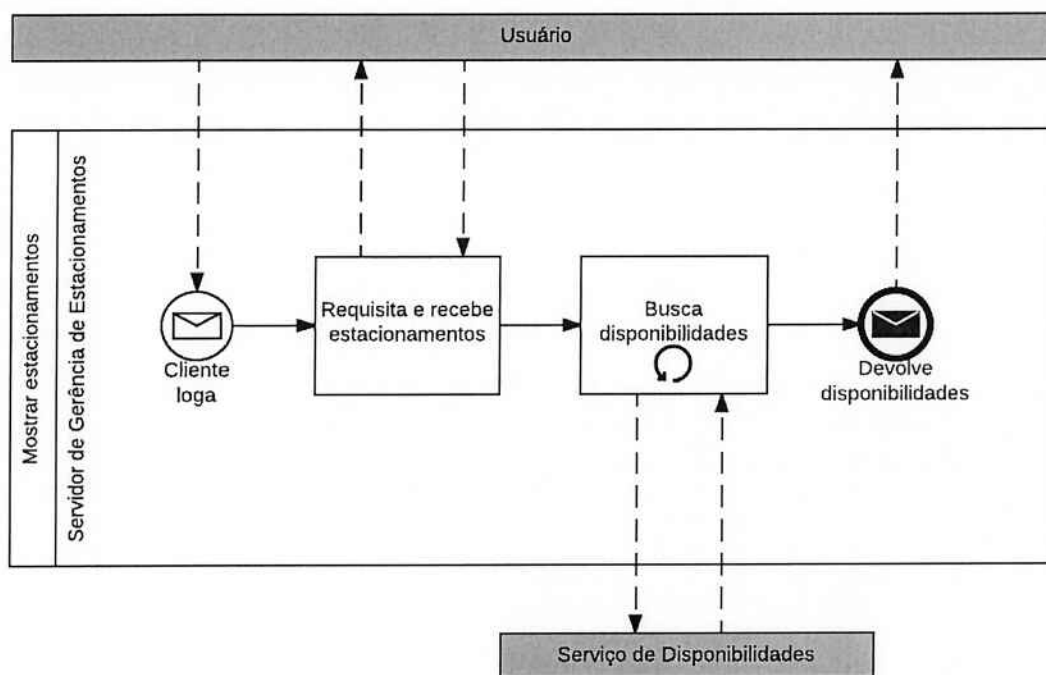 Usuário
Mostrar estacionamentos
Servidor de Gerência de Estacionamentos
Cliente
loga
Requisita e recebe
estacionamentos
Busca
disponibilidades
Devolve
disponibilidades
Serviço de Disponibilidades